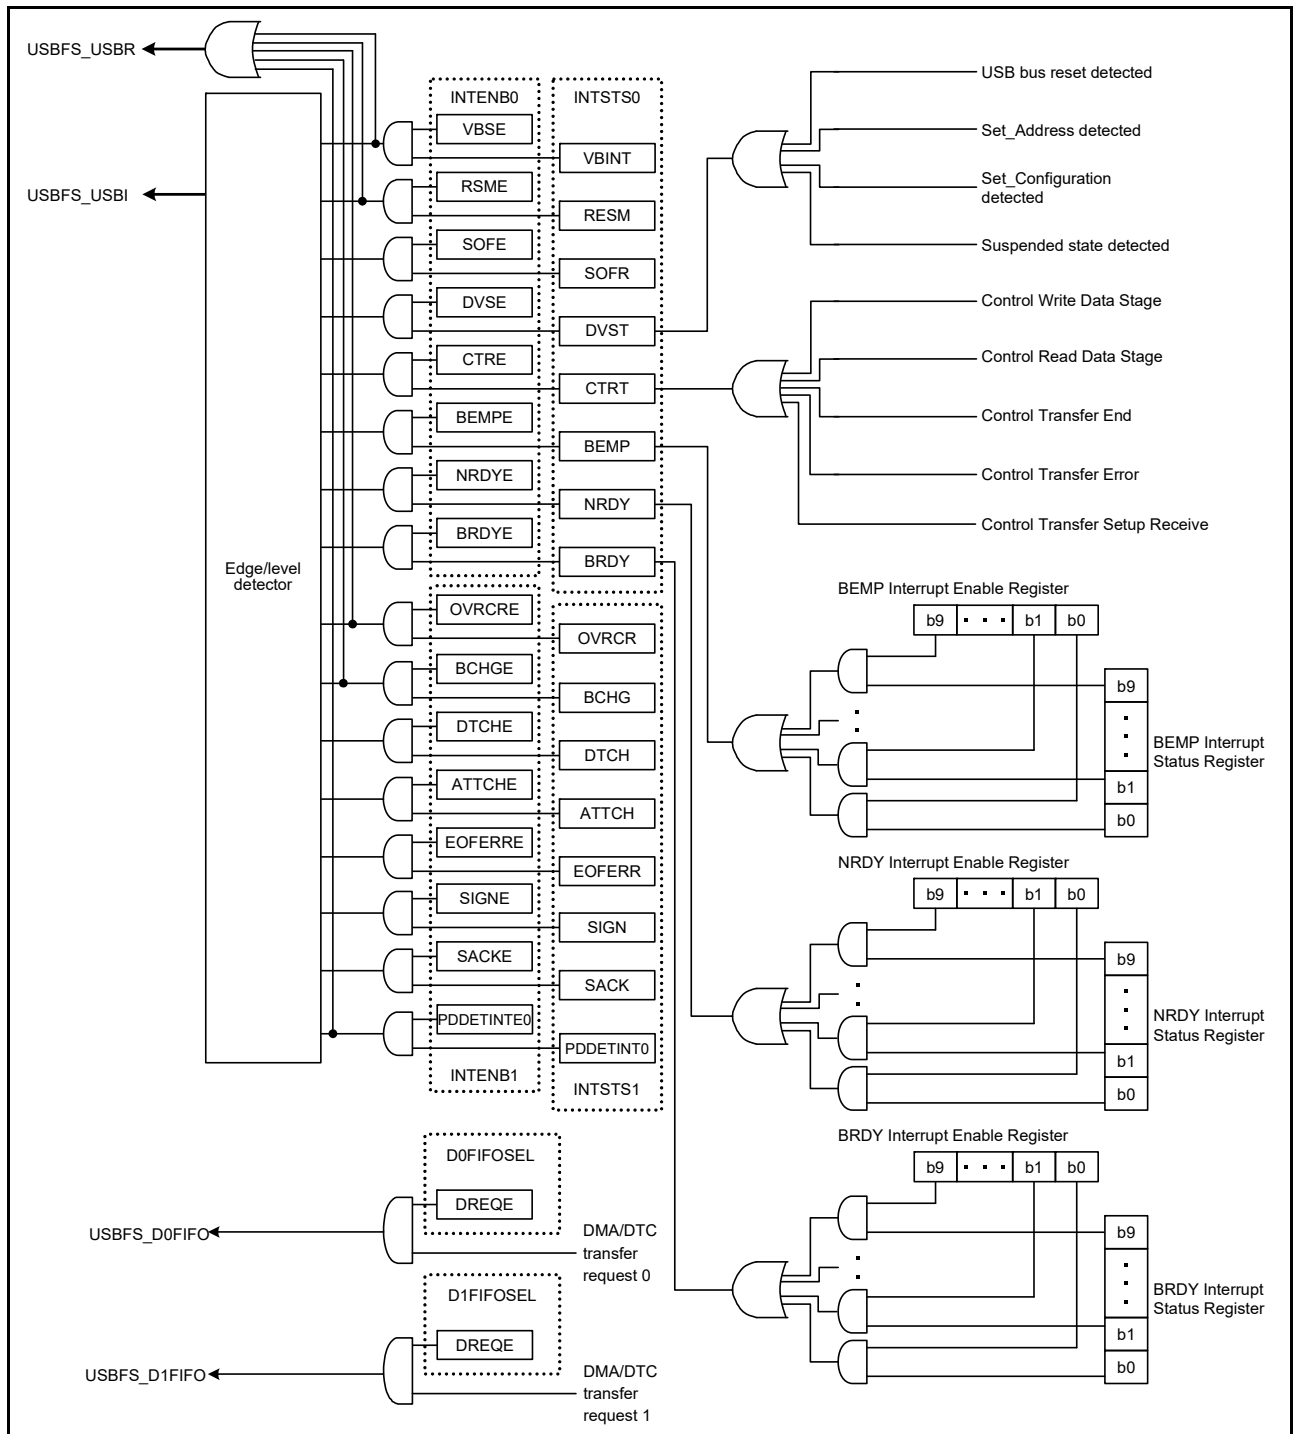 USBFS_USBR
USBFS_USBI
Edge/level
detector
INTENB0
VBSE
RSME
SOFE
DVSE
CTRE
BEMPE
NRDYE
BRDYE
OVRCRE
BCHGE
DTCHE
ATTCHE
EOFERRE
SIGNE
SACKE
PDDETINTE0
INTENB1
INTSTS0
VBINT
RESM
SOFR
DVST
CTRT
BEMP
NRDY
BRDY
OVRCR
BCHG
DTCH
ATTCH
EOFERR
SIGN
SACK
PDDETINT0
INTSTS1
USB bus reset detected
Set_Address detected
Set_Configuration
detected
Suspended state detected
Control Write Data Stage
Control Read Data Stage
Control Transfer End
Control Transfer Error
Control Transfer Setup Receive
BEMP Interrupt Enable Register
b9 · · · b1 b0
b9
b1
b0
BEMP Interrupt
Status Register
NRDY Interrupt Enable Register
b9 · · · b1 b0
b9
b1
b0
NRDY Interrupt
Status Register
BRDY Interrupt Enable Register
b9 · · · b1 b0
b9
b1
b0
BRDY Interrupt
Status Register
D0FIFOSEL
DREQE
USBFS_D0FIFO
DMA/DTC
transfer
request 0
D1FIFOSEL
DREQE
USBFS_D1FIFO
DMA/DTC
transfer
request 1